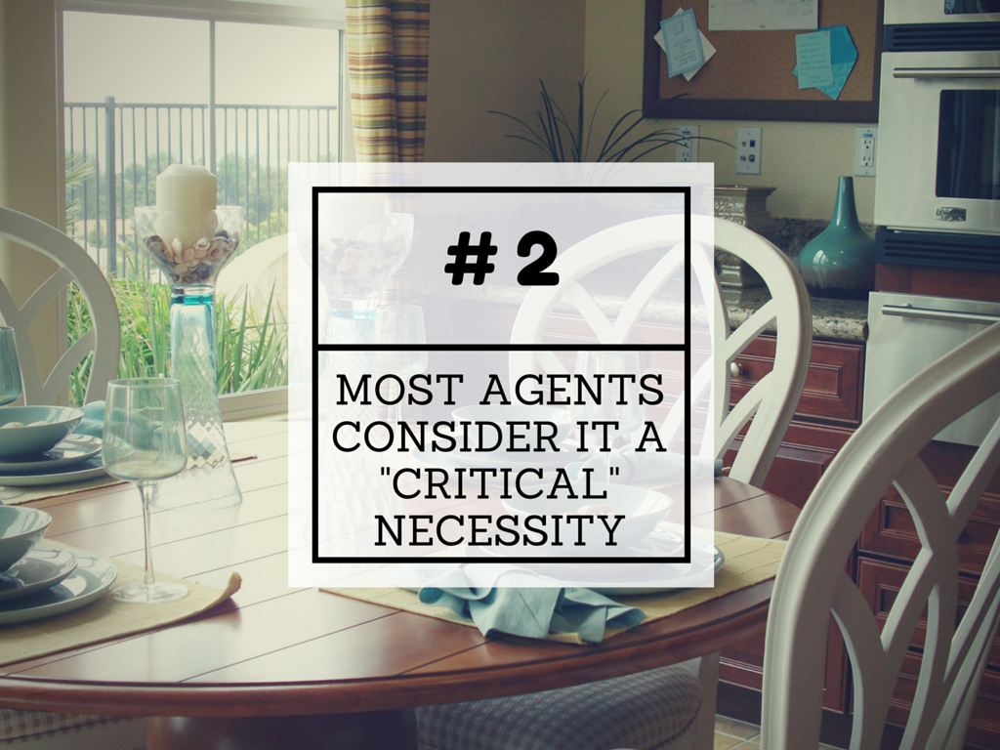 # 2
MOST AGENTS
CONSIDER IT A
"CRITICAL"
NECESSITY